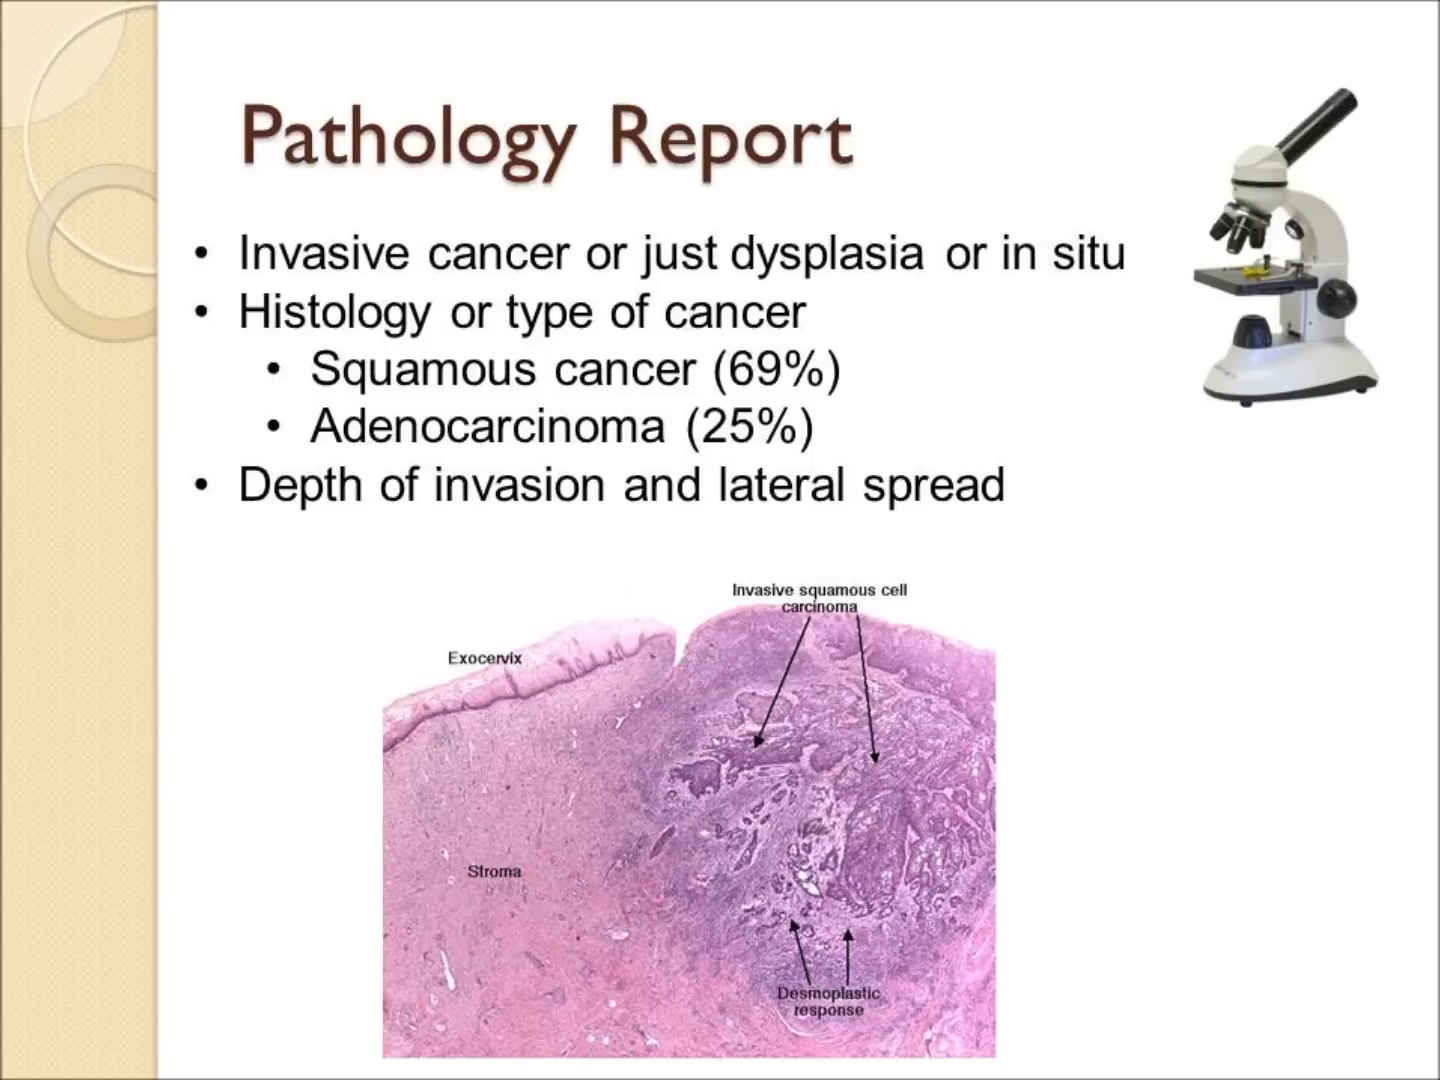 Pathology Report
• Invasive cancer or just dysplasia or in situ
• Histology or type of cancer
• Squamous cancer (69%)
• Adenocarcinoma (25%)
• Depth of invasion and lateral spread
Invasive squamous cell
carcinoma
Exocervix
Stroma
Desmoplastic
response